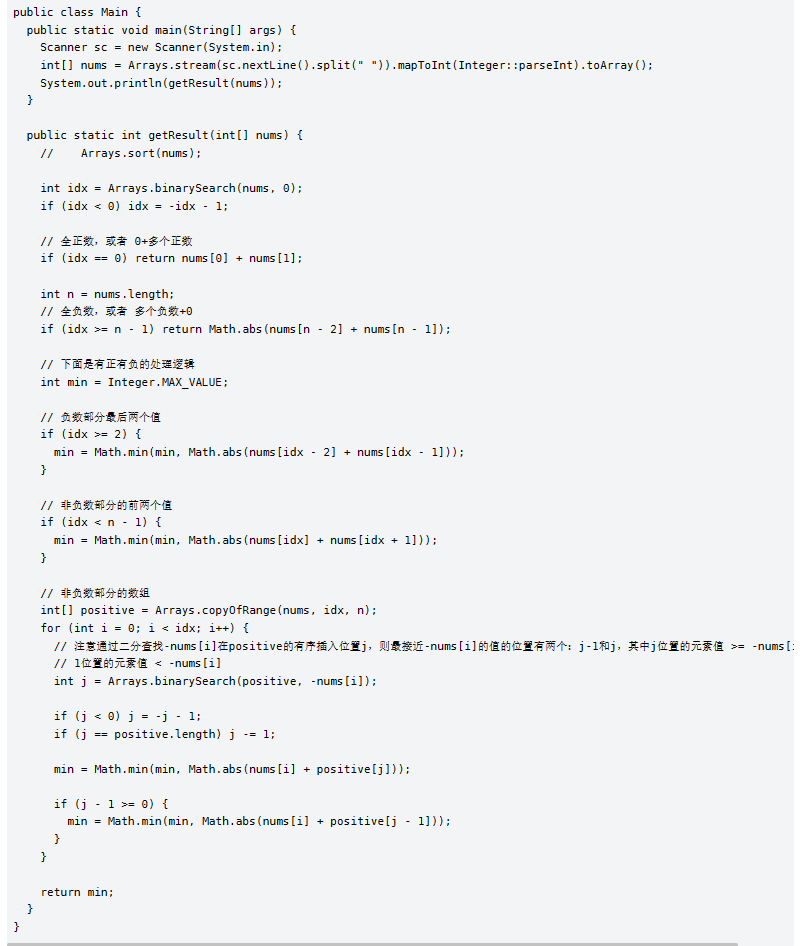 public class Main {
  public static void main(String[] args) {
    Scanner sc = new Scanner(System.in);
    int[] nums = Arrays.stream(sc.nextLine().split(" ")).mapToInt(Integer::parseInt).toArray();
    System.out.println(getResult(nums));
  }

  public static int getResult(int[] nums) {
    //    Arrays.sort(nums);

    int idx = Arrays.binarySearch(nums, 0);
    if (idx < 0) idx = -idx - 1;

    // 全正数，或者 0+多个正数
    if (idx == 0) return nums[0] + nums[1];

    int n = nums.length;
    // 全负数，或者 多个负数+0
    if (idx >= n - 1) return Math.abs(nums[n - 2] + nums[n - 1]);

    // 下面是有正有负的处理逻辑
    int min = Integer.MAX_VALUE;

    // 负数部分最后两个值
    if (idx >= 2) {
      min = Math.min(min, Math.abs(nums[idx - 2] + nums[idx - 1]));
    }

    // 非负数部分的前两个值
    if (idx < n - 1) {
      min = Math.min(min, Math.abs(nums[idx] + nums[idx + 1]));
    }

    // 非负数部分的数组
    int[] positive = Arrays.copyOfRange(nums, idx, n);
    for (int i = 0; i < idx; i++) {
      // 注意通过二分查找-nums[i]在positive的有序插入位置j，则最接近-nums[i]的值的位置有两个：j-1和j，其中j位置的元素值 >= -nums[i
      // 1位置的元素值 < -nums[i]
      int j = Arrays.binarySearch(positive, -nums[i]);

      if (j < 0) j = -j - 1;
      if (j == positive.length) j -= 1;

      min = Math.min(min, Math.abs(nums[i] + positive[j]));

      if (j - 1 >= 0) {
        min = Math.min(min, Math.abs(nums[i] + positive[j - 1]));
      }
    }

    return min;
  }
}